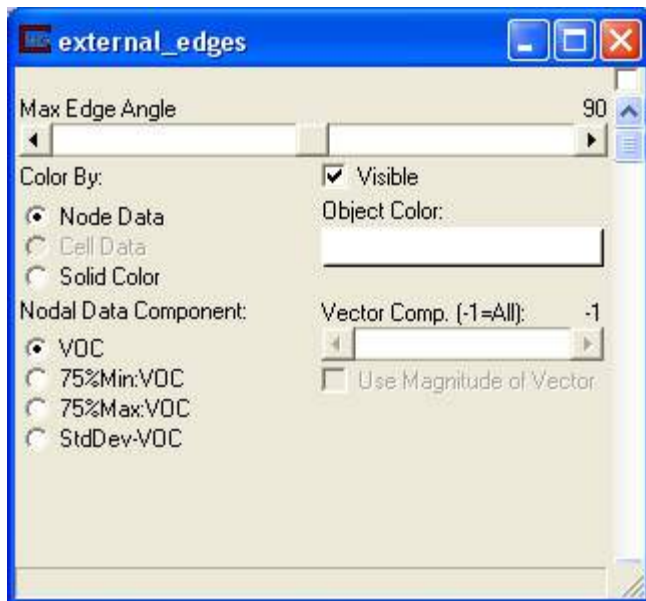 external_edges
Max Edge Angle 90
Color By:
Visible
Node Data
Object Color:
Cell Data
Solid Color
Nodal Data Component:
Vector Comp. (-1=All): -1
VOC
75%Min:VOC
Use Magnitude of Vector
75%Max:VOC
StdDev-VOC